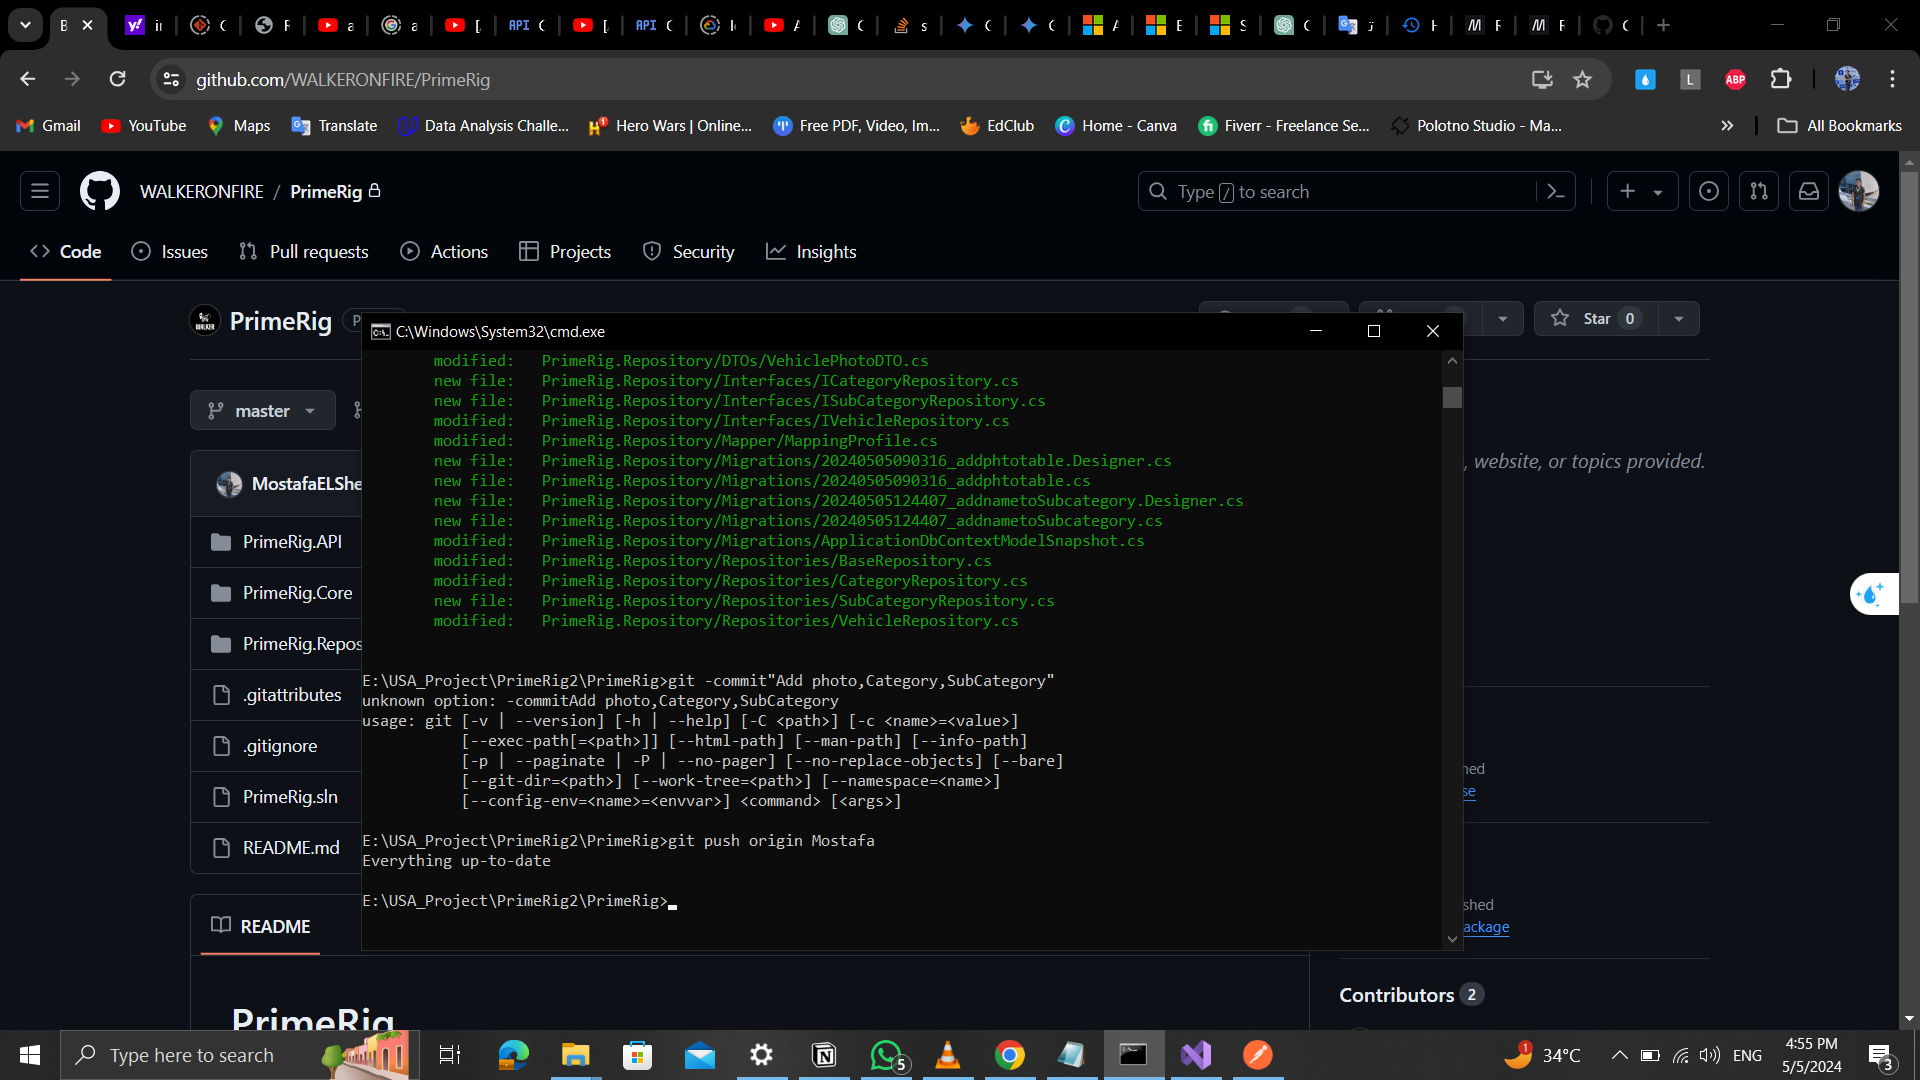 B
github.com/WALKERONFIRE/PrimeRig
L
ABP
Gmail
YouTube
Maps
Translate
Data Analysis Challe...
Hero Wars | Online...
Free PDF, Video, Im...
EdClub
Home - Canva
Fiverr - Freelance Se...
Polotno Studio - Ma...
All Bookmarks
WALKERONFIRE / PrimeRig
Type / to search
Code
Issues
Pull requests
Actions
Projects
Security
Insights
PrimeRig
Star 0
C:\Windows\System32\cmd.exe
modified:   PrimeRig.Repository/DTOs/VehiclePhotoDTO.cs
new file:   PrimeRig.Repository/Interfaces/ICategoryRepository.cs
new file:   PrimeRig.Repository/Interfaces/ISubCategoryRepository.cs
modified:   PrimeRig.Repository/Interfaces/IVehicleRepository.cs
modified:   PrimeRig.Repository/Mapper/MappingProfile.cs
new file:   PrimeRig.Repository/Migrations/20240505090316_addphtotable.Designer.cs
new file:   PrimeRig.Repository/Migrations/20240505090316_addphtotable.cs
new file:   PrimeRig.Repository/Migrations/20240505124407_addnametoSubcategory.Designer.cs
new file:   PrimeRig.Repository/Migrations/20240505124407_addnametoSubcategory.cs
modified:   PrimeRig.Repository/Migrations/ApplicationDbContextModelSnapshot.cs
modified:   PrimeRig.Repository/Repositories/BaseRepository.cs
modified:   PrimeRig.Repository/Repositories/CategoryRepository.cs
new file:   PrimeRig.Repository/Repositories/SubCategoryRepository.cs
modified:   PrimeRig.Repository/Repositories/VehicleRepository.cs
E:\USA_Project\PrimeRig2\PrimeRig>git -commit"Add photo,Category,SubCategory"
unknown option: -commitAdd photo,Category,SubCategory
usage: git [-v | --version] [-h | --help] [-C <path>] [-c <name>=<value>]
[--exec-path[=<path>]] [--html-path] [--man-path] [--info-path]
[-p | --paginate | -P | --no-pager] [--no-replace-objects] [--bare]
[--git-dir=<path>] [--work-tree=<path>] [--namespace=<name>]
[--config-env=<name>=<envvar>] <command> [<args>]
E:\USA_Project\PrimeRig2\PrimeRig>git push origin Mostafa
Everything up-to-date
E:\USA_Project\PrimeRig2\PrimeRig>
master
MostafaELShe
PrimeRig.API
PrimeRig.Core
PrimeRig.Repos
.gitattributes
.gitignore
PrimeRig.sln
README.md
README
PrimeRig
website, or topics provided.
hed
se
shed
ackage
Contributors 2
Type here to search
5
1
34°C
ENG
4:55 PM
5/5/2024
3